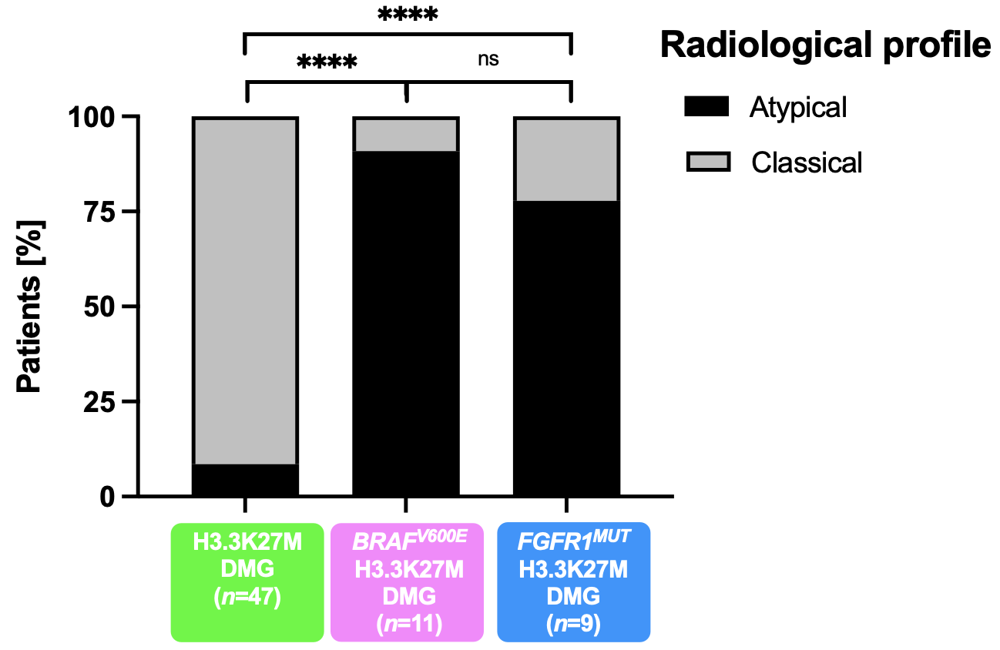 ****
**** ns
Radiological profile
Atypical
Classical
Patients [%]
100
75
50
25
0
H3.3K27M
DMG
(n=47)
BRAFV600E
H3.3K27M
DMG
(n=11)
FGFR1MUT
H3.3K27M
DMG
(n=9)